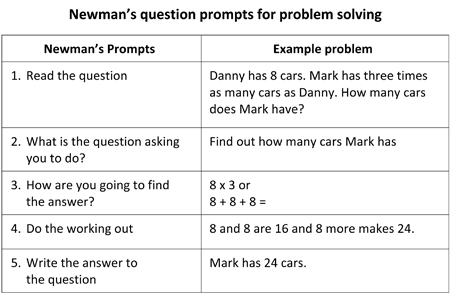 Newman's question prompts for problem solving
Newman's Prompts
Example problem
1. Read the question
Danny has 8 cars. Mark has three times
as many cars as Danny. How many cars
does Mark have?
2. What is the question asking
you to do?
Find out how many cars Mark has
3. How are you going to find
the answer?
8 x 3 or
8 + 8 + 8 =
4. Do the working out
8 and 8 are 16 and 8 more makes 24.
5. Write the answer to
the question
Mark has 24 cars.